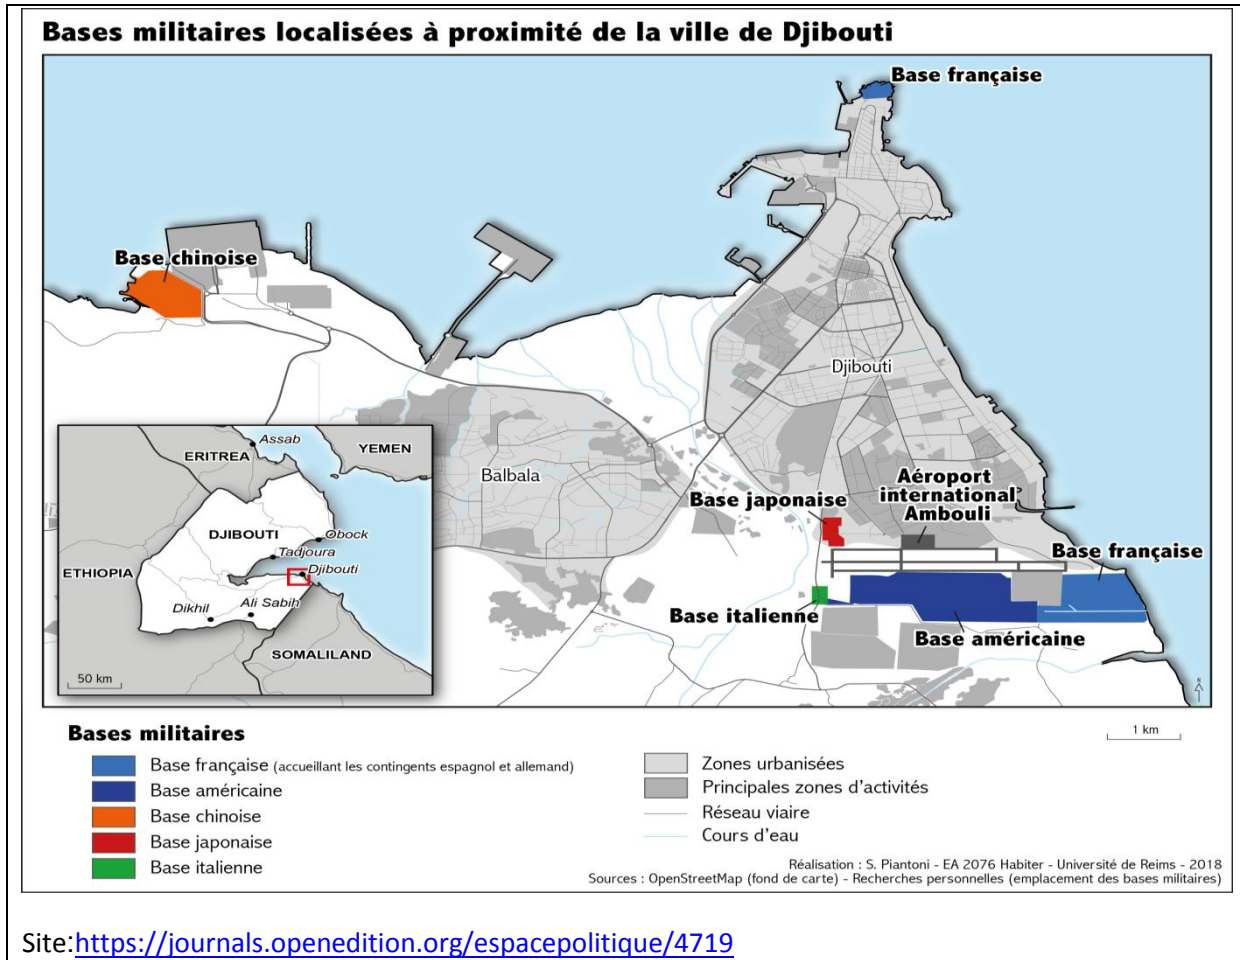 Bases militaires localisées à proximité de la ville de Djibouti
Base française
Base chinoise
Djibouti
Balbala
Base japonaise
Aéroport
international
Ambouli
Base française
Base italienne
Base américaine
Assab
ERITREA
YEMEN
DJIBOUTI
Obock
Tadjoura
ETHIOPIA
Djibouti
Dikhil
Ali Sabih
SOMALILAND
50 km
N
1 km
Bases militaires
Base française (accueillant les contingents espagnol et allemand)
Base américaine
Base chinoise
Base japonaise
Base italienne
Zones urbanisées
Principales zones d'activités
Réseau viaire
Cours d'eau
Réalisation : S. Piantoni - EA 2076 Habiter - Université de Reims - 2018
Sources : OpenStreetMap (fond de carte) - Recherches personnelles (emplacement des bases militaires)
Site:https://journals.openedition.org/espacepolitique/4719